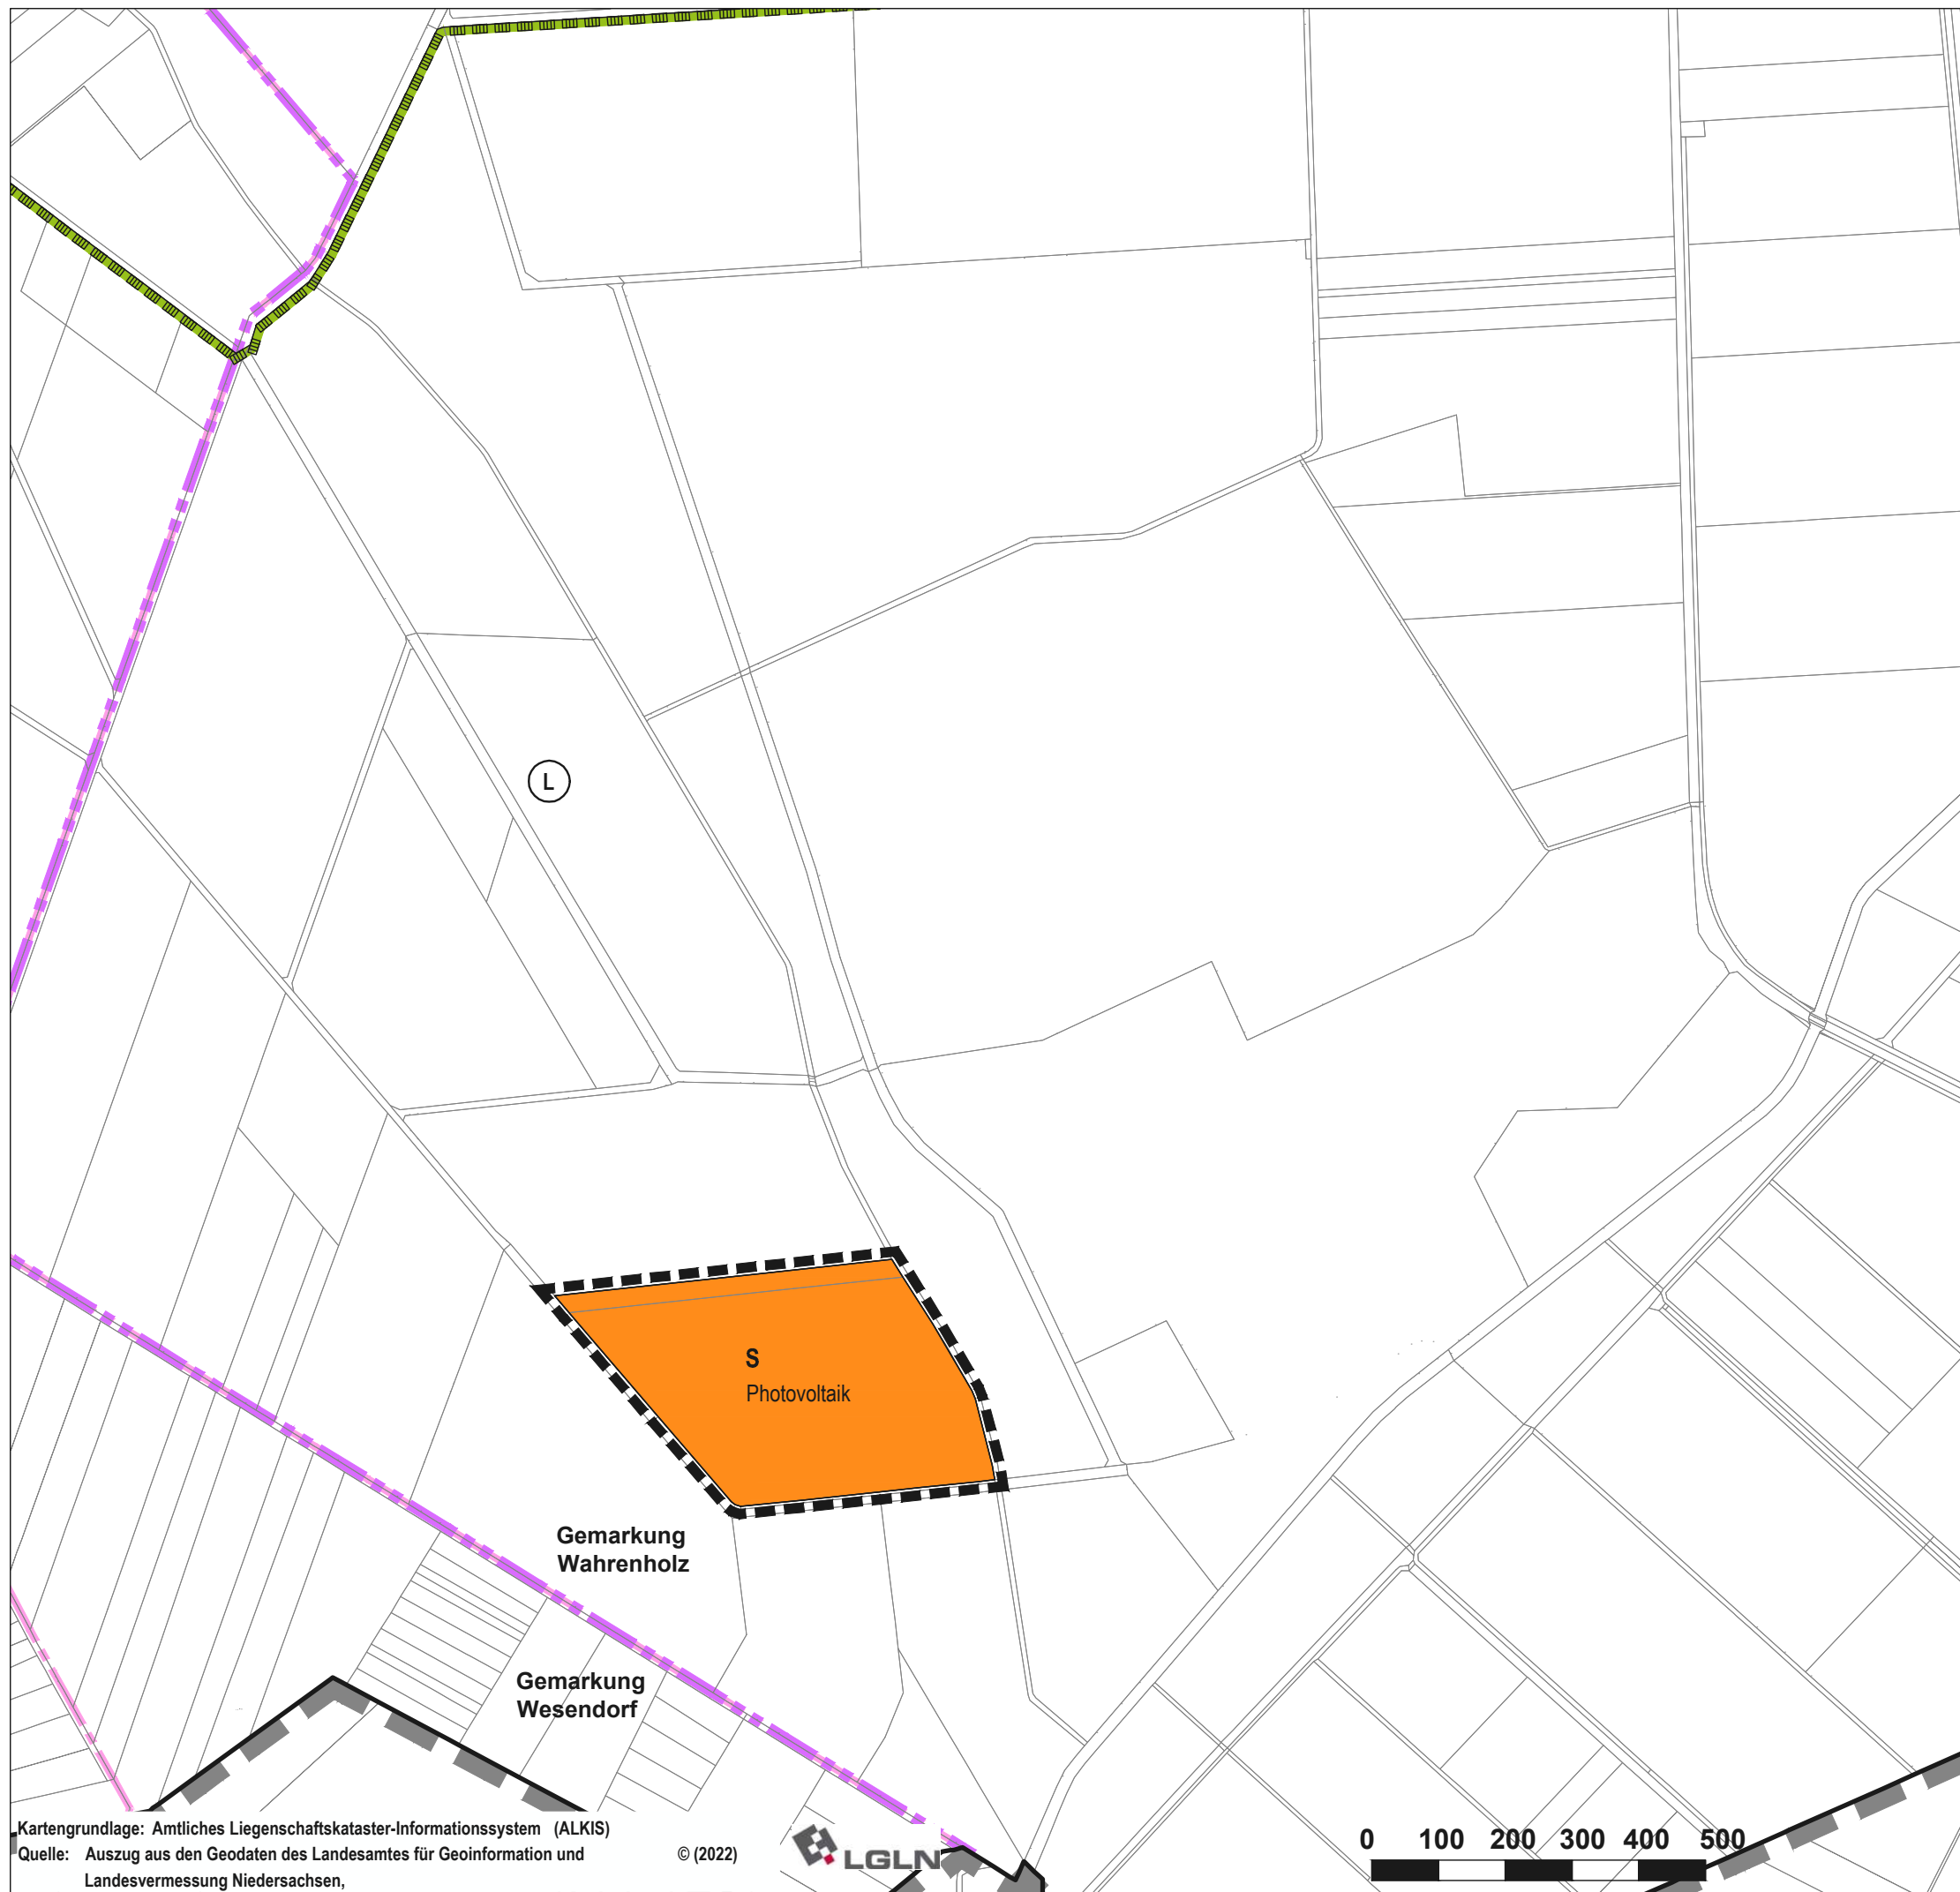 L
S
Photovoltaik
Gemarkung
Wahrenholz
Gemarkung
Wesendorf
Kartengrundlage: Amtliches Liegenschaftskataster-Informationssystem (ALKIS)
Quelle: Auszug aus den Geodaten des Landesamtes für Geoinformation und
Landesvermessung Niedersachsen,
© (2022)
LGLN
0 100 200 300 400 500